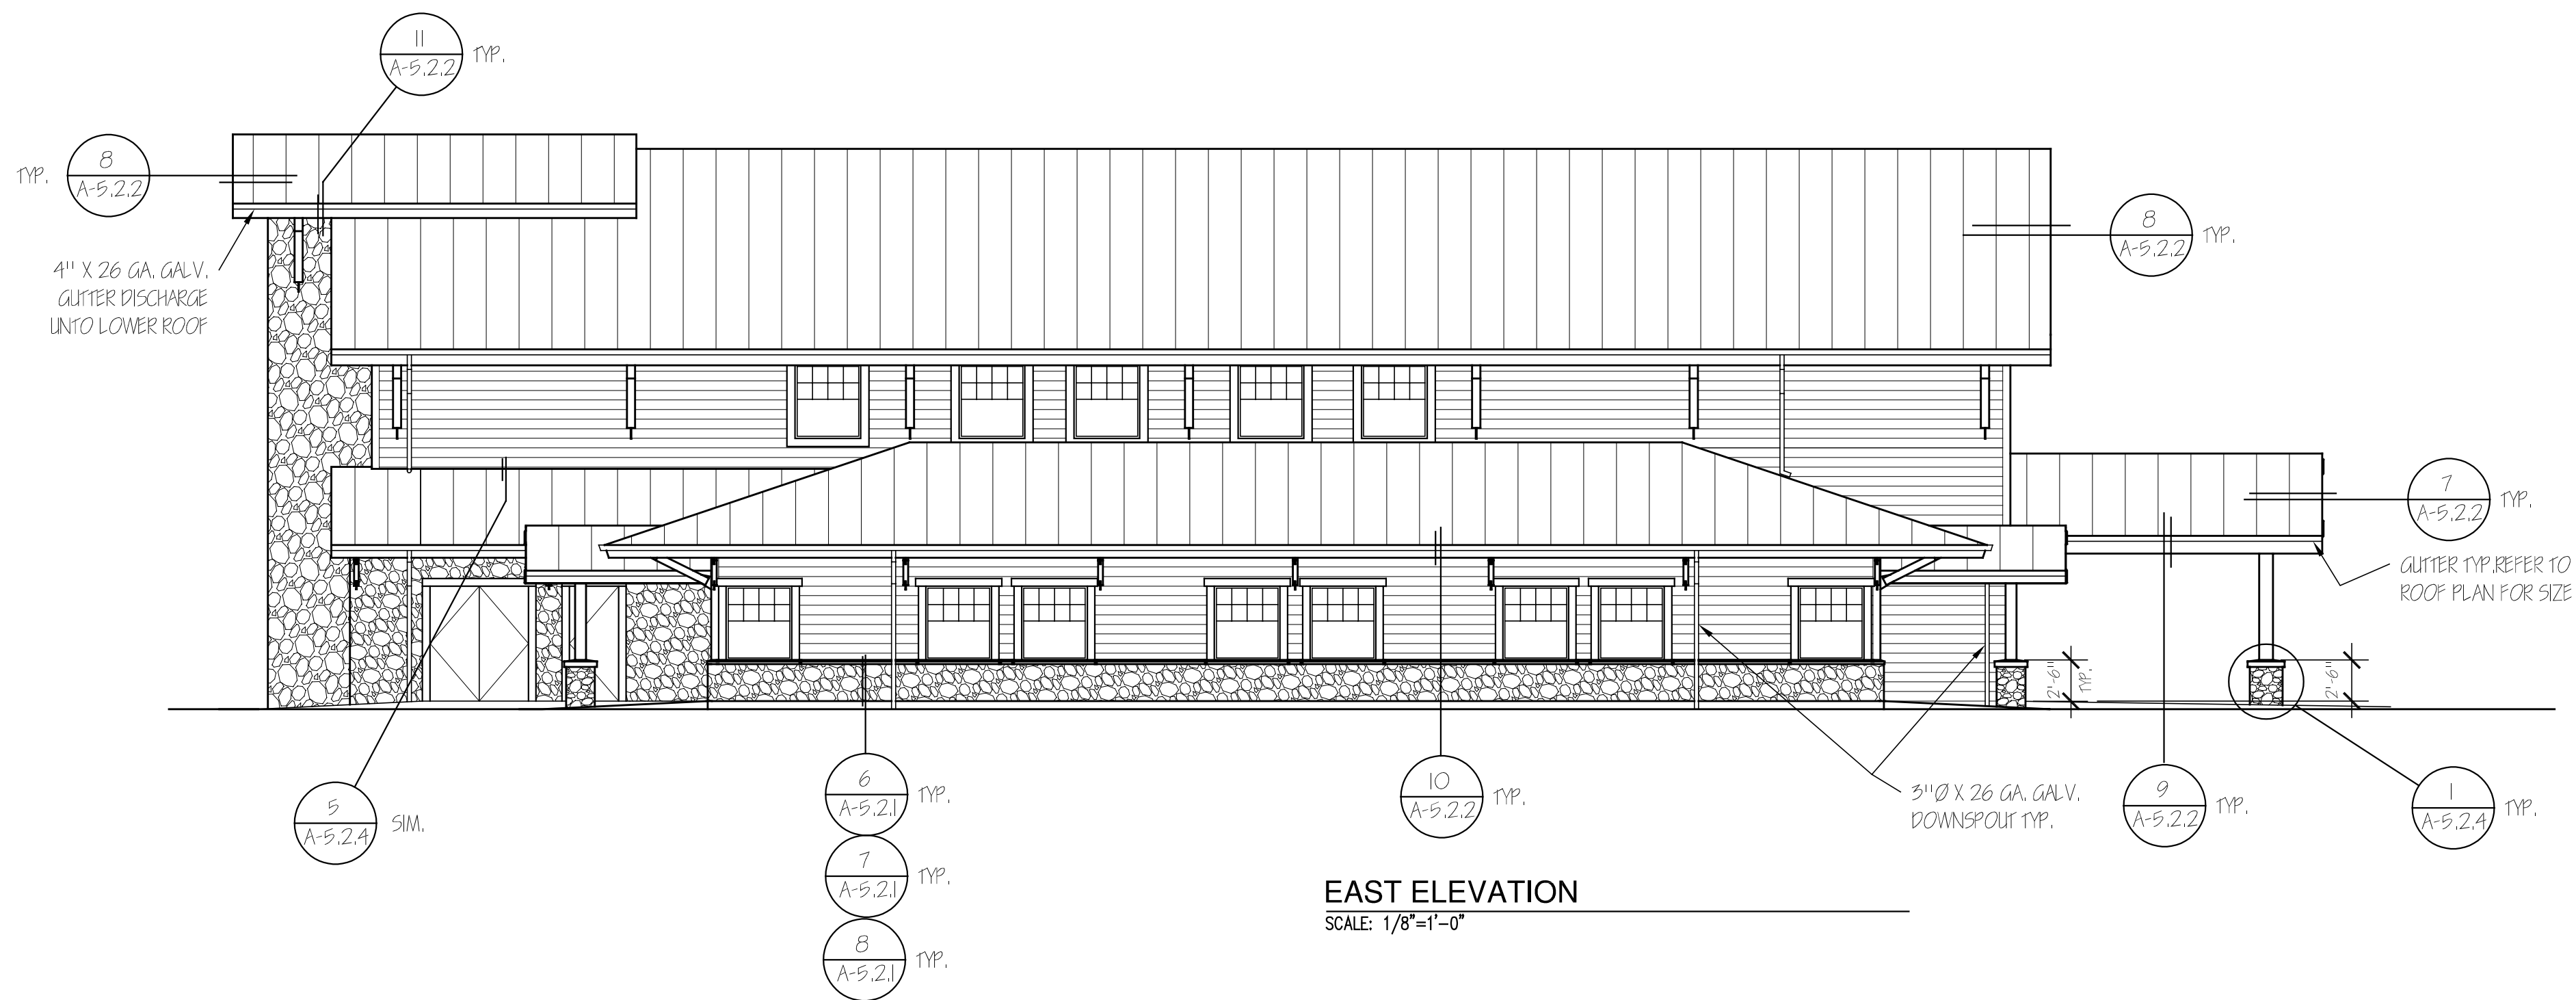 11
A-5.2.2
TYP.
TYP.
8
A-5.2.2
4" X 26 GA. GALV.
GUTTER DISCHARGE
UNTO LOWER ROOF
8
A-5.2.2
TYP.
7
A-5.2.2
TYP.
GUTTER TYP.REFER TO
ROOF PLAN FOR SIZE
2'-6"
TYP.
2'-6"
5
A-5.2.4
SIM.
6
A-5.2.1
TYP.
7
A-5.2.1
TYP.
8
A-5.2.1
TYP.
10
A-5.2.2
TYP.
3"Ø X 26 GA. GALV.
DOWNSPOUT TYP.
9
A-5.2.2
TYP.
1
A-5.2.4
TYP.
EAST ELEVATION
SCALE: 1/8"=1'-0"